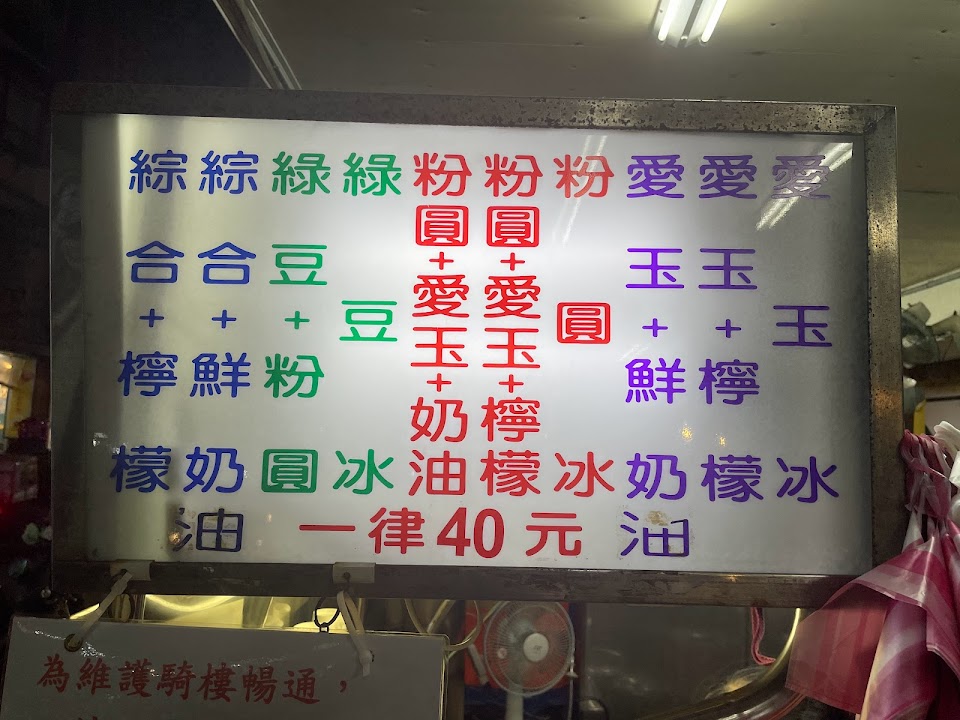 愛玉冰
愛玉+檸檬
愛玉+鮮奶油
粉圓冰
粉圓+愛玉+檸檬
粉圓+愛玉+奶油
綠豆冰
綠豆+粉圓
綜合+鮮奶油
綜合+檸檬
一律40元
為維護騎樓暢通，